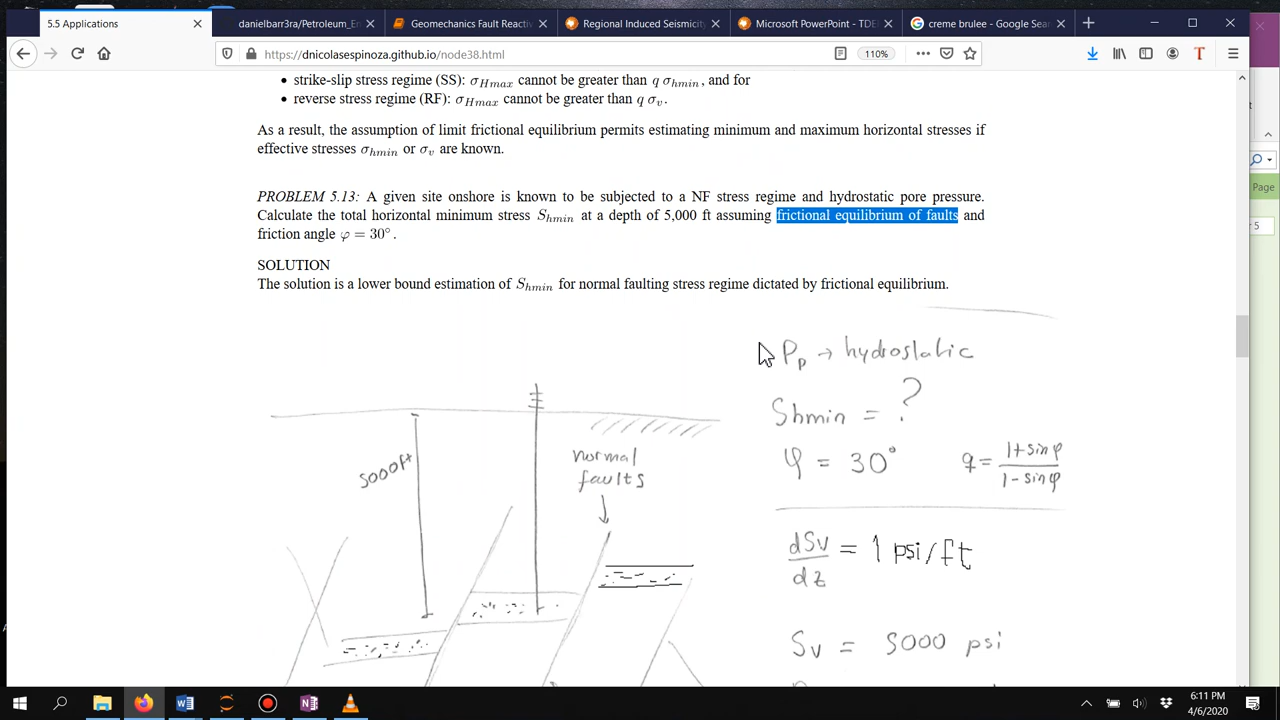 5.5 Applications
danielbarr3ra/Petroleum_En
Geomechanics Fault Reactiv
Regional Induced Seismicity
Microsoft PowerPoint - TDE
creme brulee - Google Sea
https://dnicolasespinoza.github.io/node38.html
110%
• strike-slip stress regime (SS): σHmax cannot be greater than q σhmin, and for
• reverse stress regime (RF): σHmax cannot be greater than q σv.
As a result, the assumption of limit frictional equilibrium permits estimating minimum and maximum horizontal stresses if
effective stresses σhmin or σv are known.
PROBLEM 5.13: A given site onshore is known to be subjected to a NF stress regime and hydrostatic pore pressure.
Calculate the total horizontal minimum stress Shmin at a depth of 5,000 ft assuming frictional equilibrium of faults and
friction angle φ = 30°.
SOLUTION
The solution is a lower bound estimation of Shmin for normal faulting stress regime dictated by frictional equilibrium.
Pp → hydrostatic
Shmin = ?
φ = 30° q = 1+sinφ / 1-sinφ
5000ft
normal
faults
dSv/dz = 1 psi/ft
Sv = 5000 psi
Page
5
6:11 PM
4/6/2020